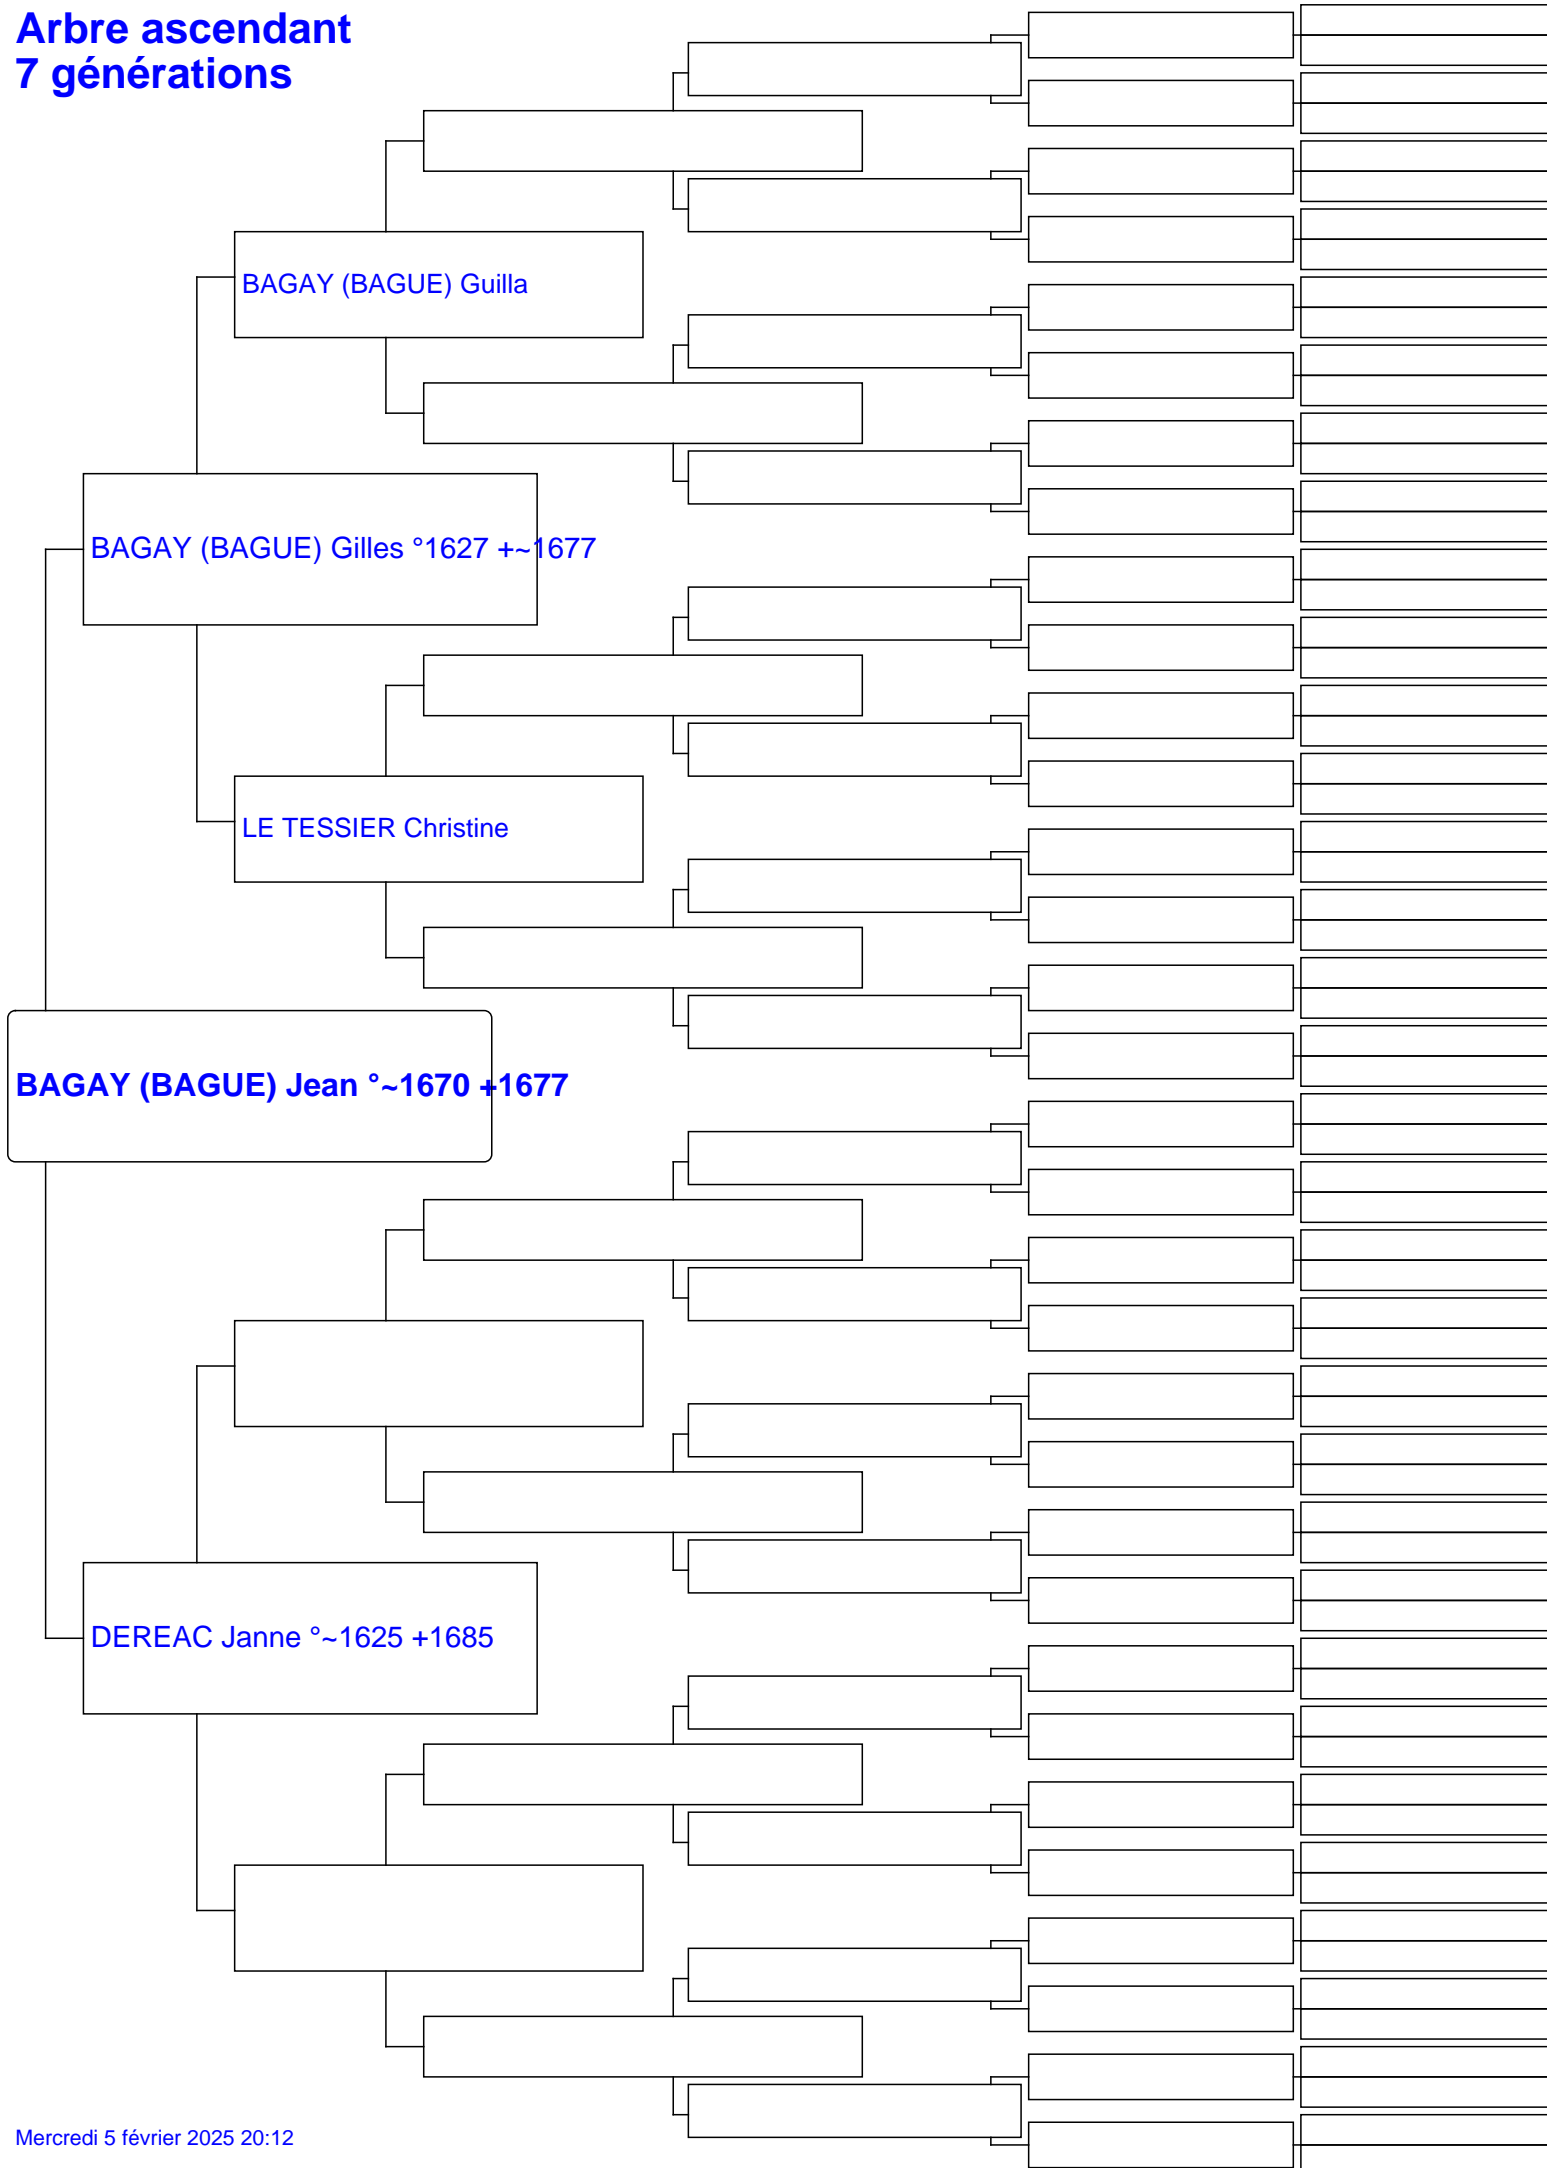 Arbre ascendant
7 générations
BAGAY (BAGUE) Guilla
BAGAY (BAGUE) Gilles °1627 +~1677
LE TESSIER Christine
BAGAY (BAGUE) Jean °~1670 +1677
DEREAC Janne °~1625 +1685
Mercredi 5 février 2025 20:12